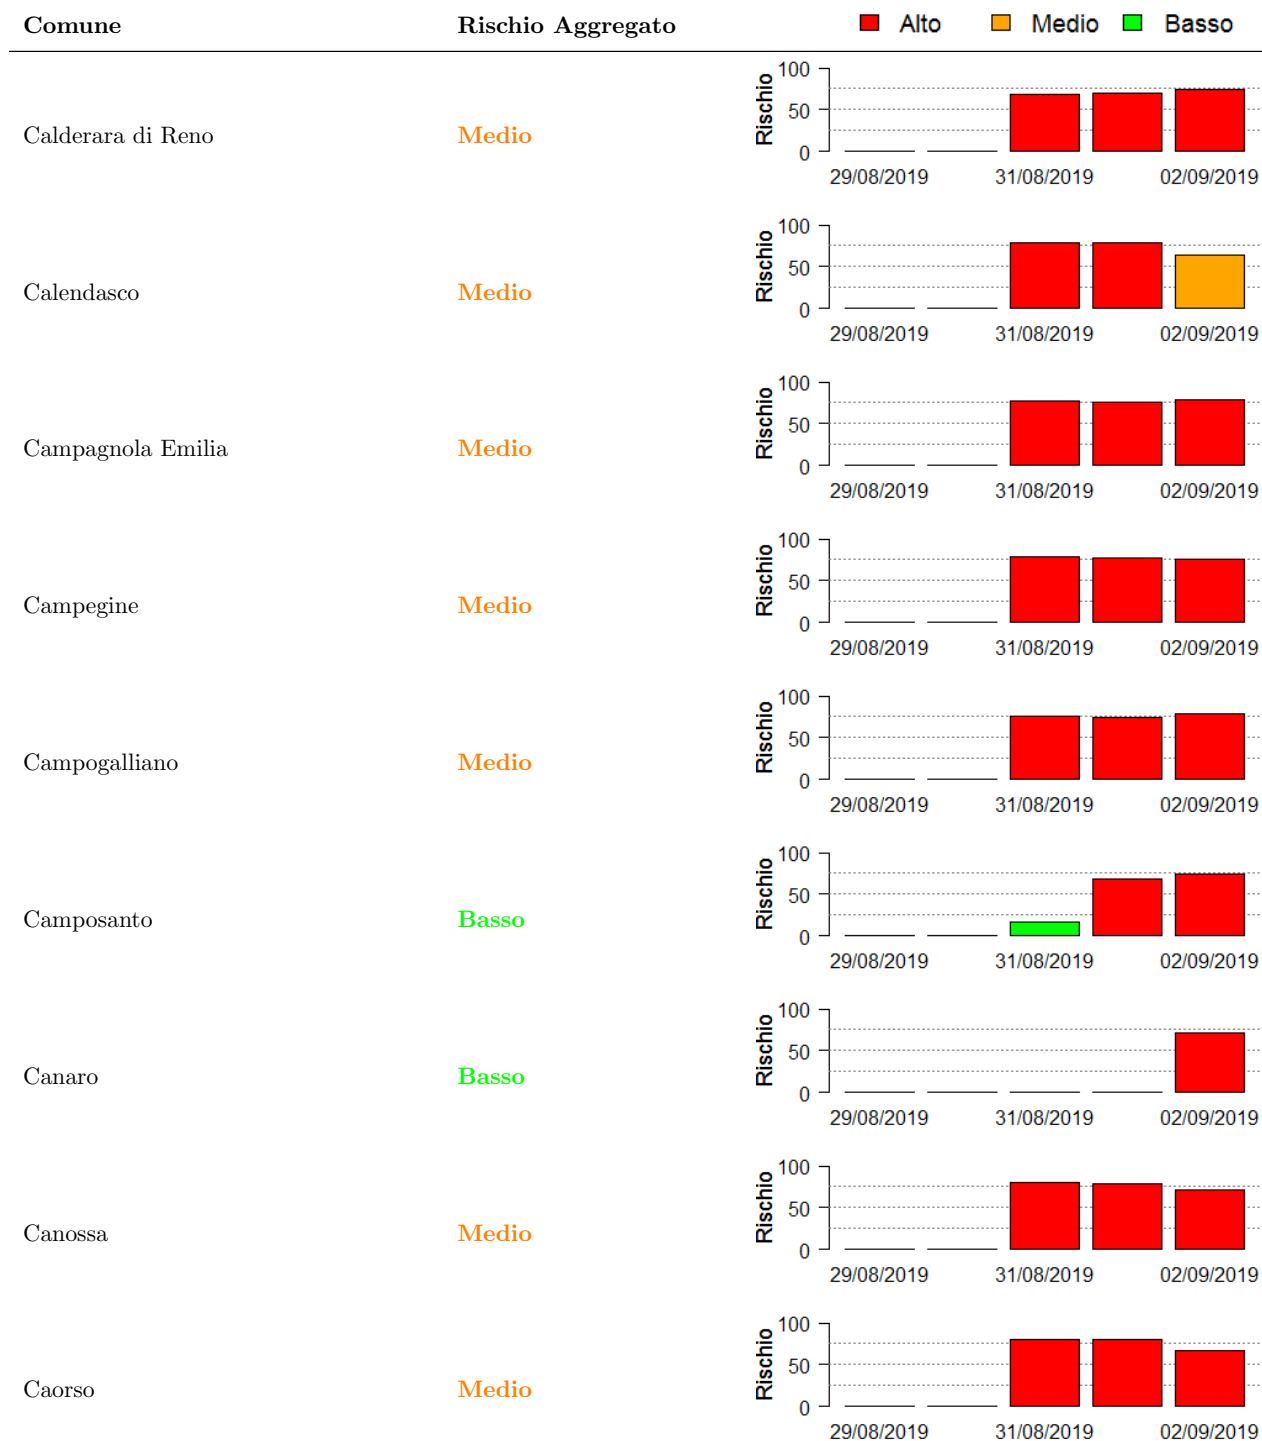 Comune Rischio Aggregato Alto Medio Basso
Calderara di Reno Medio
Rischio
100
50
0
29/08/2019 31/08/2019 02/09/2019
Calendasco Medio
Rischio
100
50
0
29/08/2019 31/08/2019 02/09/2019
Campagnola Emilia Medio
Rischio
100
50
0
29/08/2019 31/08/2019 02/09/2019
Campegine Medio
Rischio
100
50
0
29/08/2019 31/08/2019 02/09/2019
Campogalliano Medio
Rischio
100
50
0
29/08/2019 31/08/2019 02/09/2019
Camposanto Basso
Rischio
100
50
0
29/08/2019 31/08/2019 02/09/2019
Canaro Basso
Rischio
100
50
0
29/08/2019 31/08/2019 02/09/2019
Canossa Medio
Rischio
100
50
0
29/08/2019 31/08/2019 02/09/2019
Caorso Medio
Rischio
100
50
0
29/08/2019 31/08/2019 02/09/2019